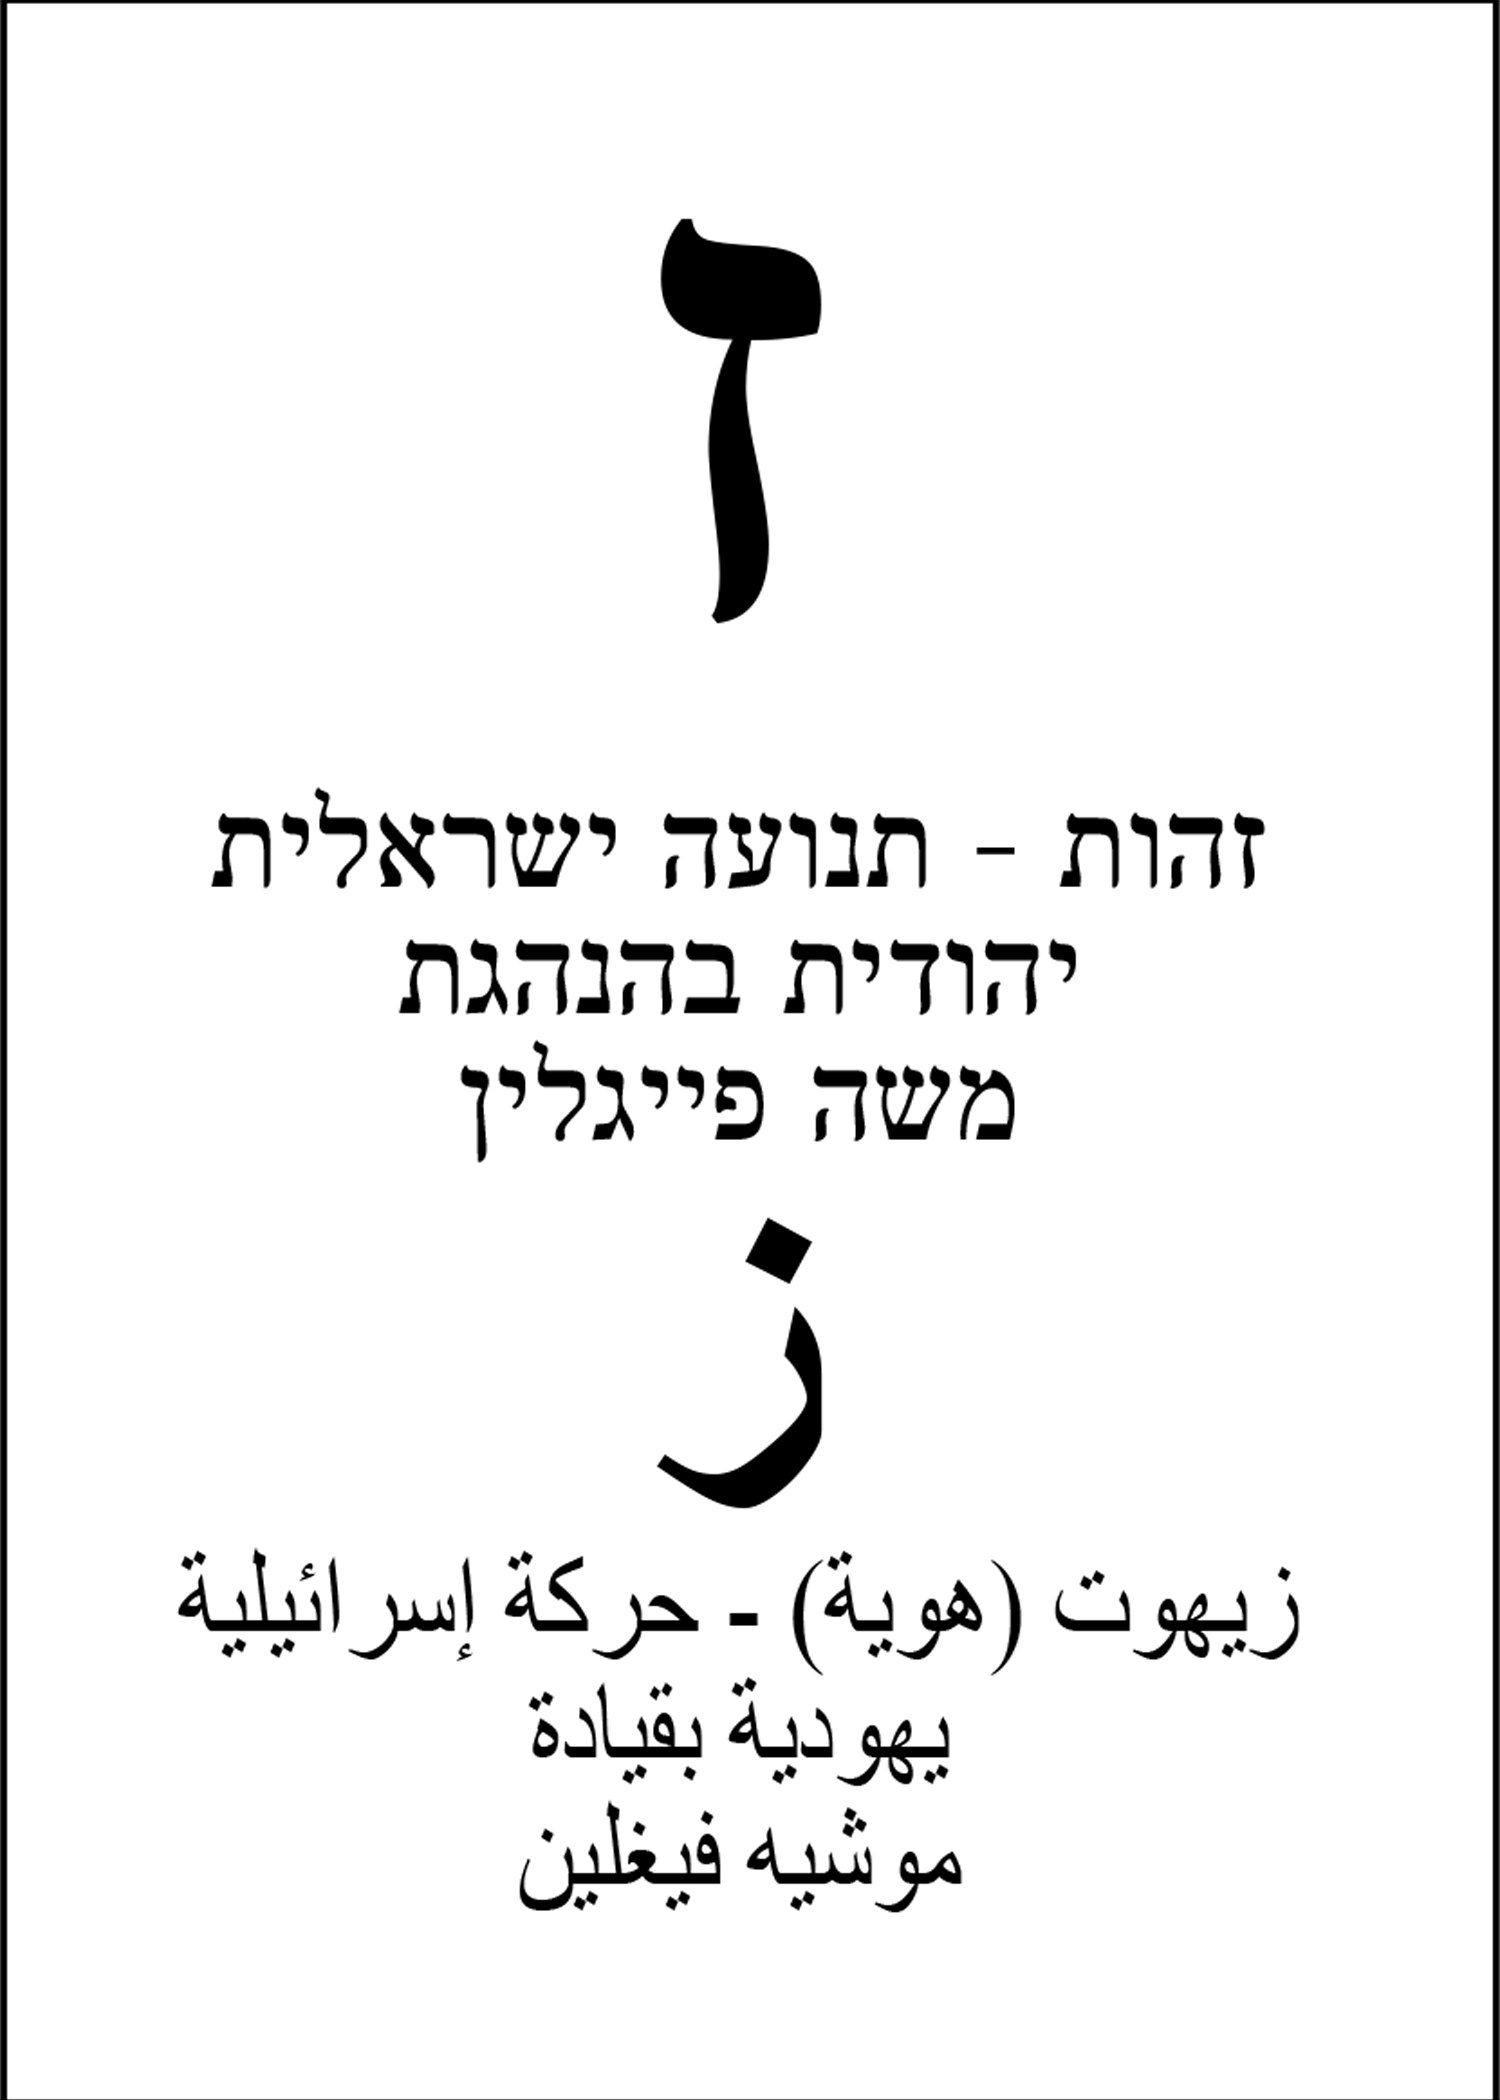 ז
זהות - תנועה ישראלית
יהודית בהנהגת
משה פייגלין
ز
زيهوت (هوية) - حركة إسرائيلية
يهودية بقيادة
موشيه فيغلين